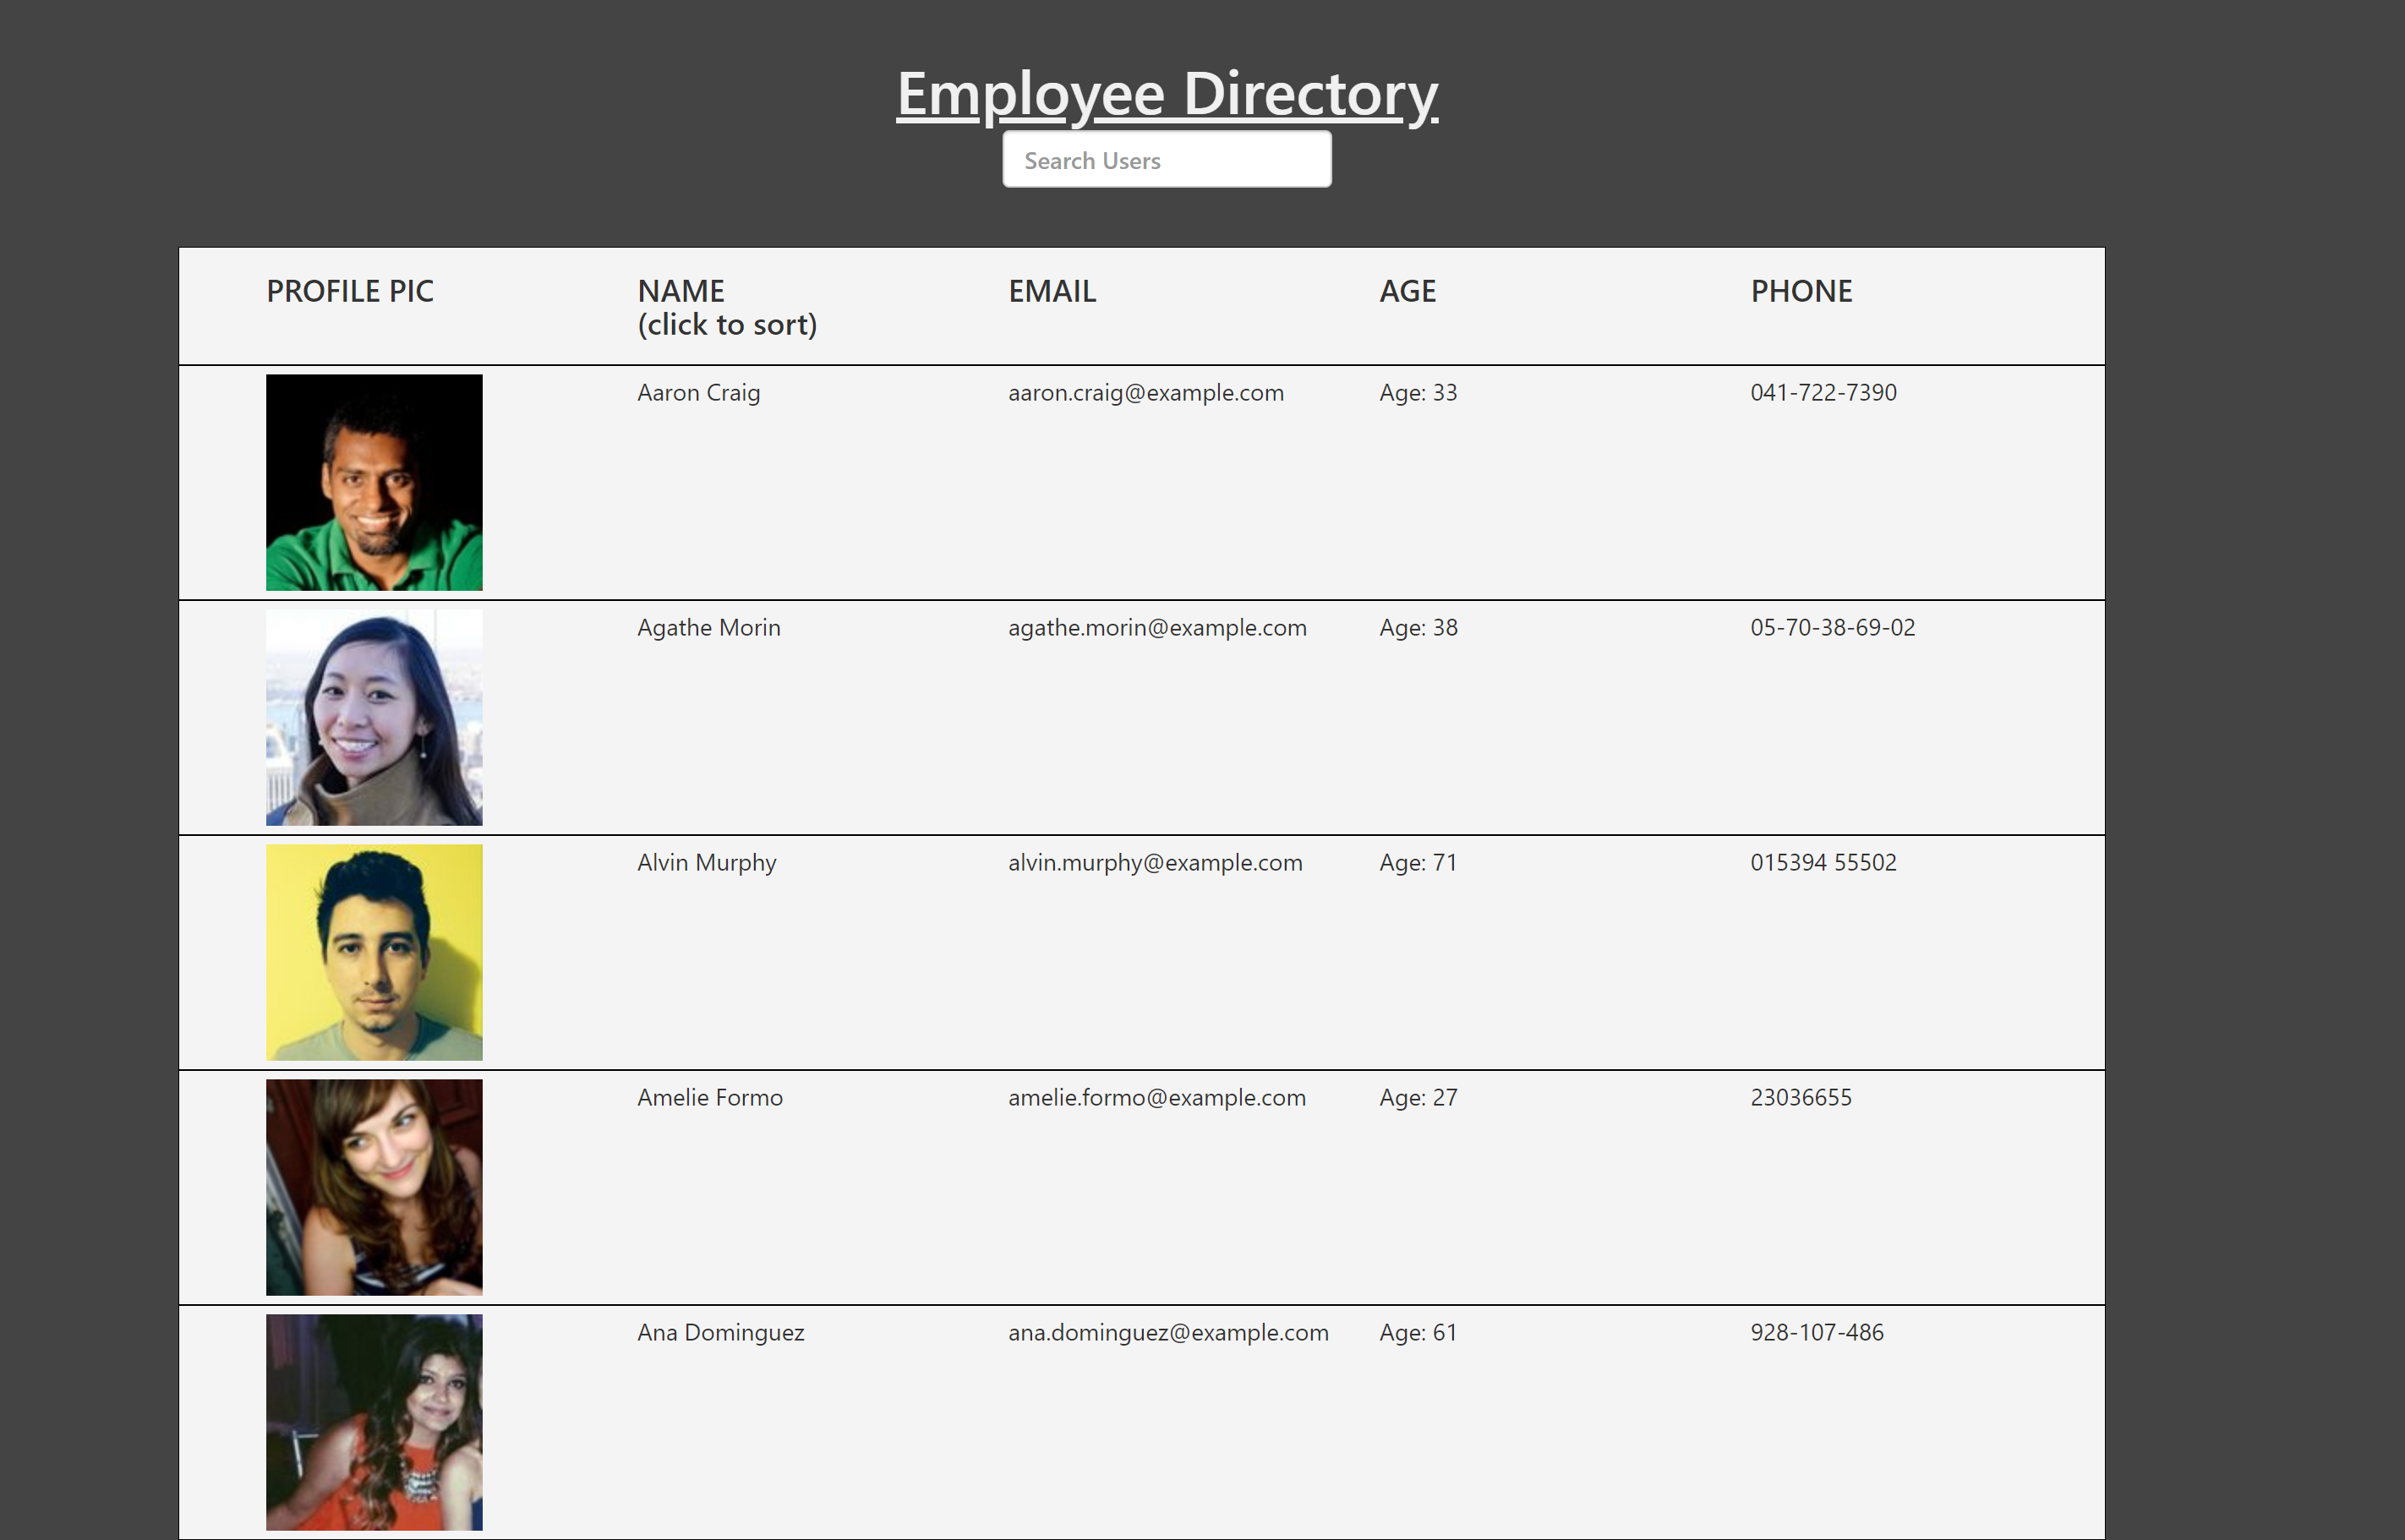 Employee Directory
Search Users
PROFILE PIC NAME EMAIL AGE PHONE
(click to sort)
Aaron Craig aaron.craig@example.com Age: 33 041-722-7390
Agathe Morin agathe.morin@example.com Age: 38 05-70-38-69-02
Alvin Murphy alvin.murphy@example.com Age: 71 015394 55502
Amelie Formo amelie.formo@example.com Age: 27 23036655
Ana Dominguez ana.dominguez@example.com Age: 61 928-107-486